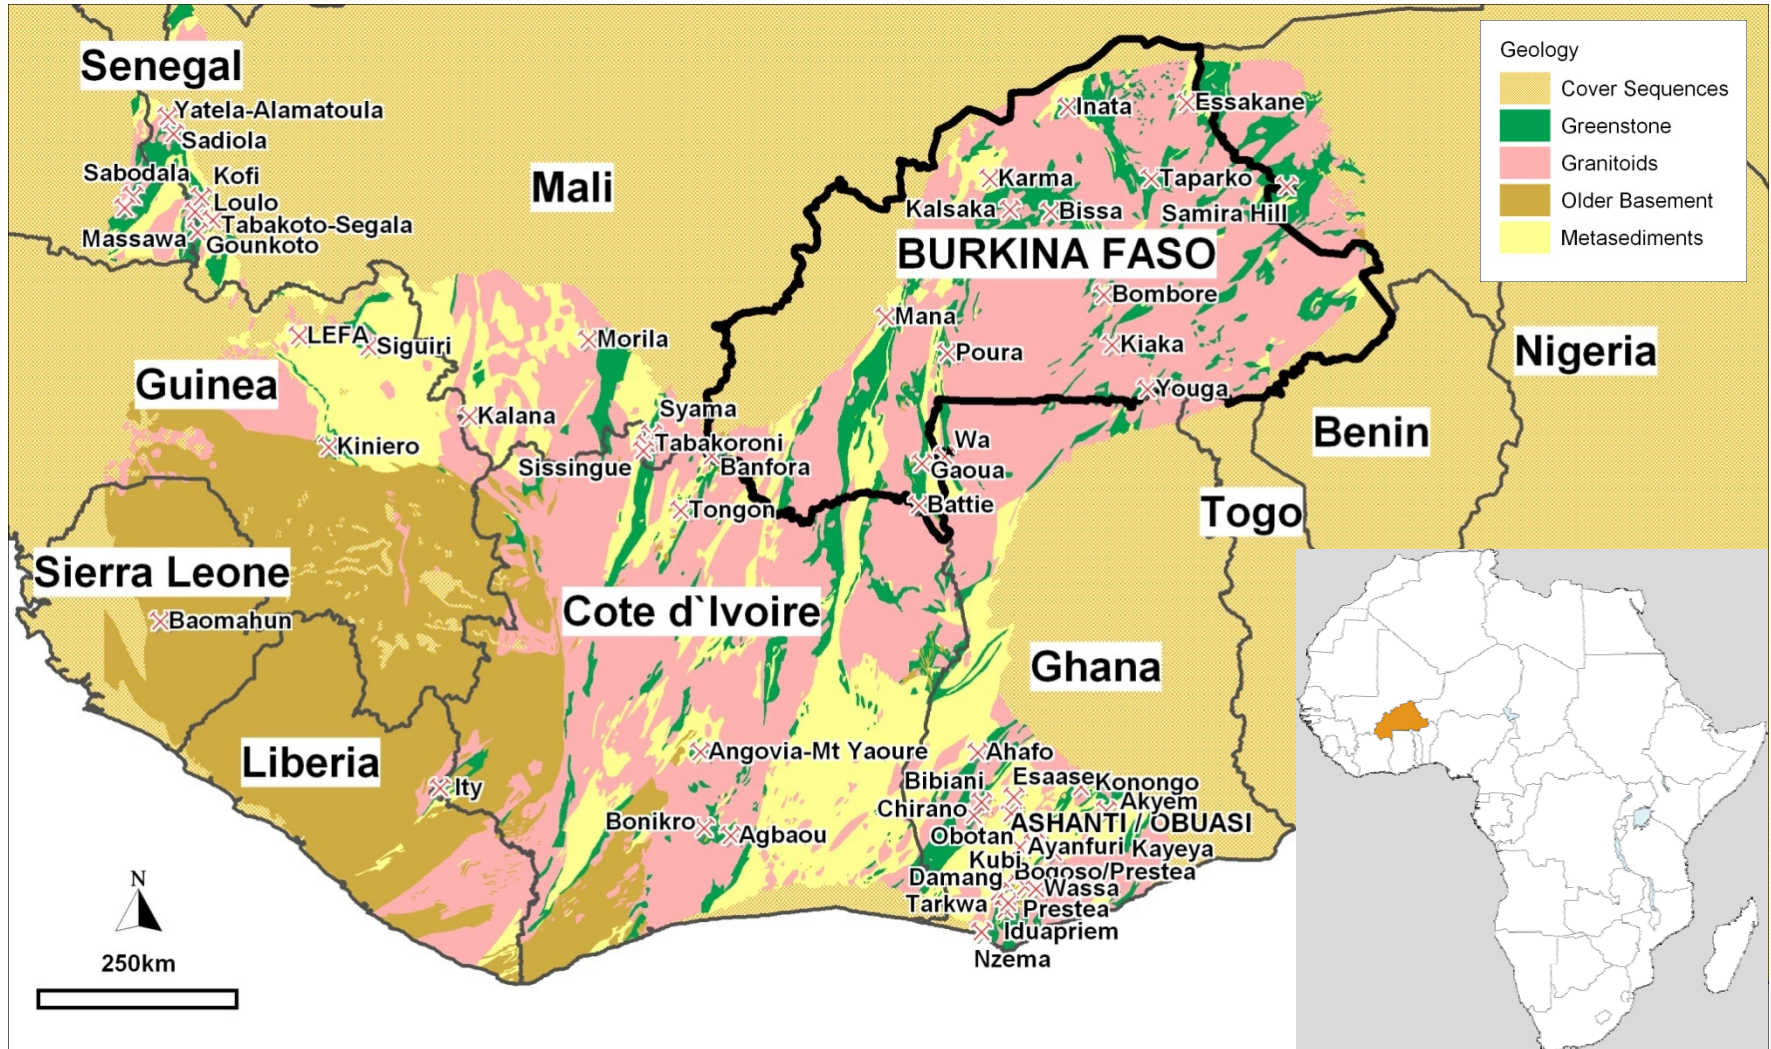 Senegal
Yatela-Alamatoula
Sadiola
Sabodala
Kofi
Loulo
Tabakoto-Segala
Massawa
Gounkoto
Mali
Inata
Essakane
Karma
Taparko
Kalsaka
Bissa
Samira Hill
BURKINA FASO
Bombore
Mana
Poura
Kiaka
Youga
Geology
Cover Sequences
Greenstone
Granitoids
Older Basement
Metasediments
Nigeria
Benin
Togo
LEFA
Siguiri
Morila
Guinea
Kalana
Kiniero
Syama
Tabakoroni
Sissingue
Banfora
Tongon
Wa
Gaoua
Battie
Sierra Leone
Baomahun
Cote d`Ivoire
Ghana
Liberia
Ity
Angovia-Mt Yaoure
Bonikro
Agbaou
Ahafo
Bibiani
Esaase
Konongo
Chirano
Akyem
ASHANTI / OBUASI
Obotan
Ayanfuri
Kayeya
Kubi
Bogoso/Prestea
Damang
Wassa
Tarkwa
Prestea
Iduapriem
Nzema
N
250km